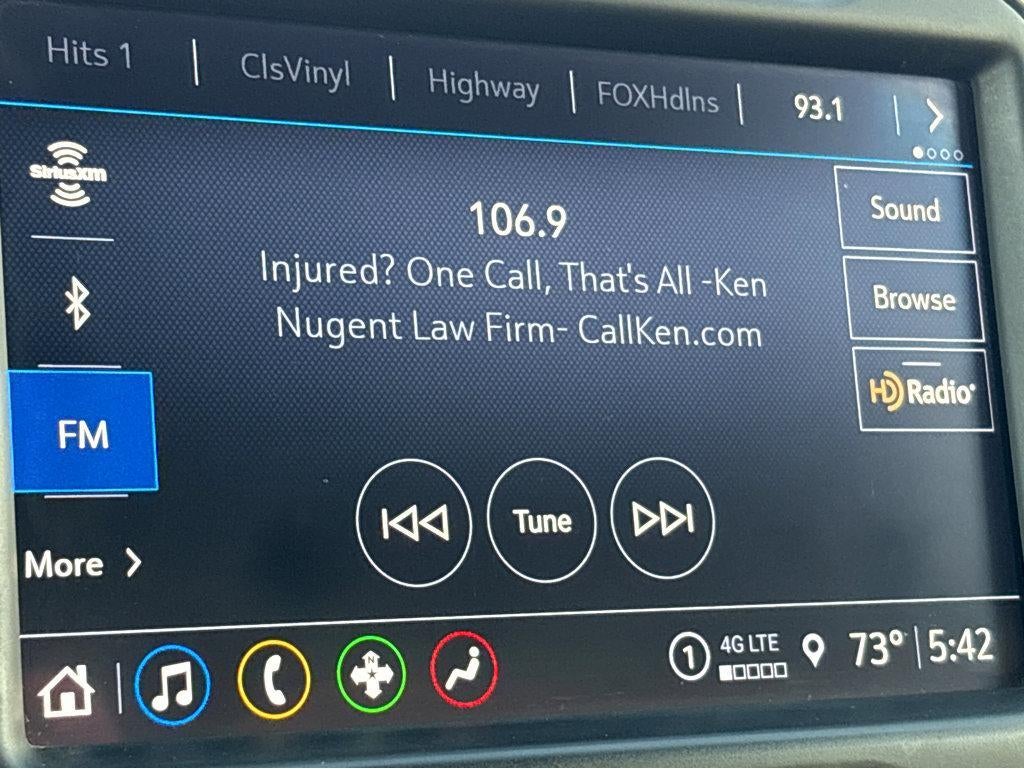 Hits 1 | ClsVinyl | Highway | FOXHdlns | 93.1 |
SiriusXM
106.9
Sound
Injured? One Call, That's All -Ken
Nugent Law Firm- CallKen.com
Browse
HD Radio
FM
Tune
More
N
1 4G LTE 73° | 5:42